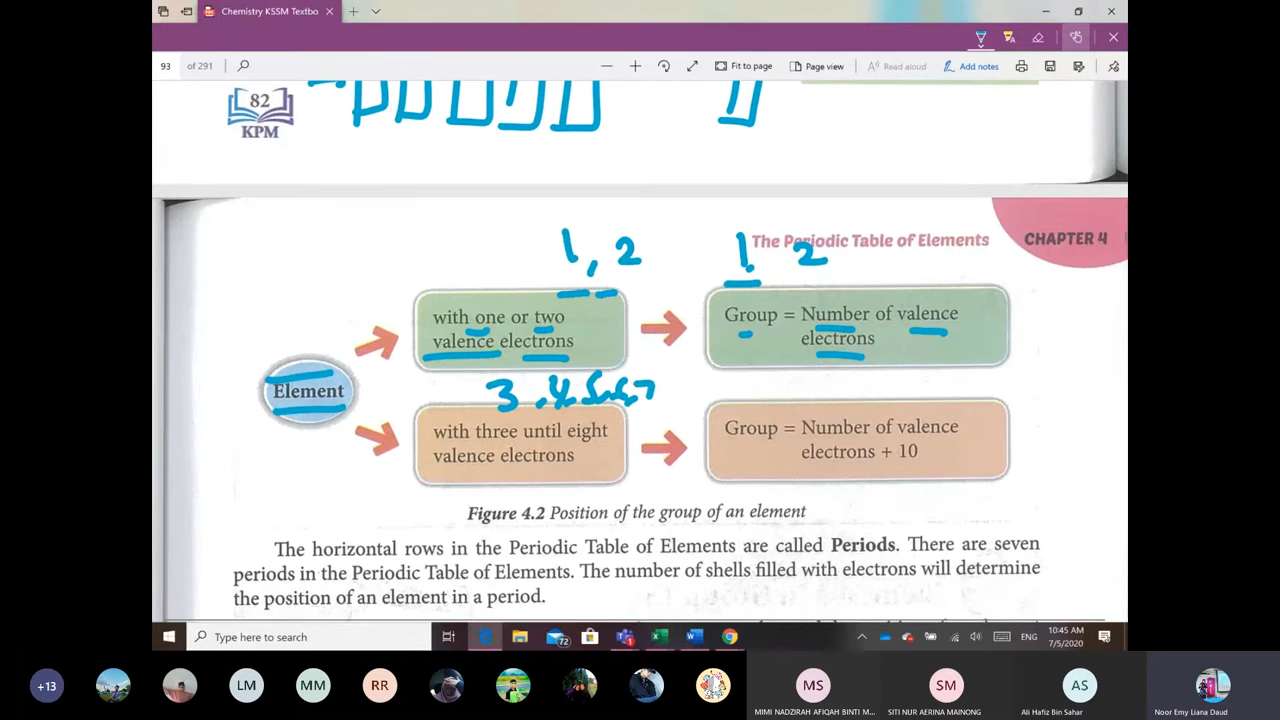 Chemistry KSSM Textbo
93 of 291
Fit to page
Page view
Read aloud
Add notes
82
KPM
The Periodic Table of Elements CHAPTER 4
1, 2
1. 2
with one or two
valence electrons
Group = Number of valence
electrons
Element
3.4.5.6.7
with three until eight
valence electrons
Group = Number of valence
electrons + 10
Figure 4.2 Position of the group of an element
The horizontal rows in the Periodic Table of Elements are called Periods. There are seven
periods in the Periodic Table of Elements. The number of shells filled with electrons will determine
the position of an element in a period.
Type here to search
72
1
ENG
10:45 AM
7/5/2020
+13
LM
MM
RR
MS
SM
AS
MIMI NADZIRAH AFIQAH BINTI M...
SITI NUR AERINA MAINONG
Ali Hafiz Bin Sahar
Noor Emy Liana Daud